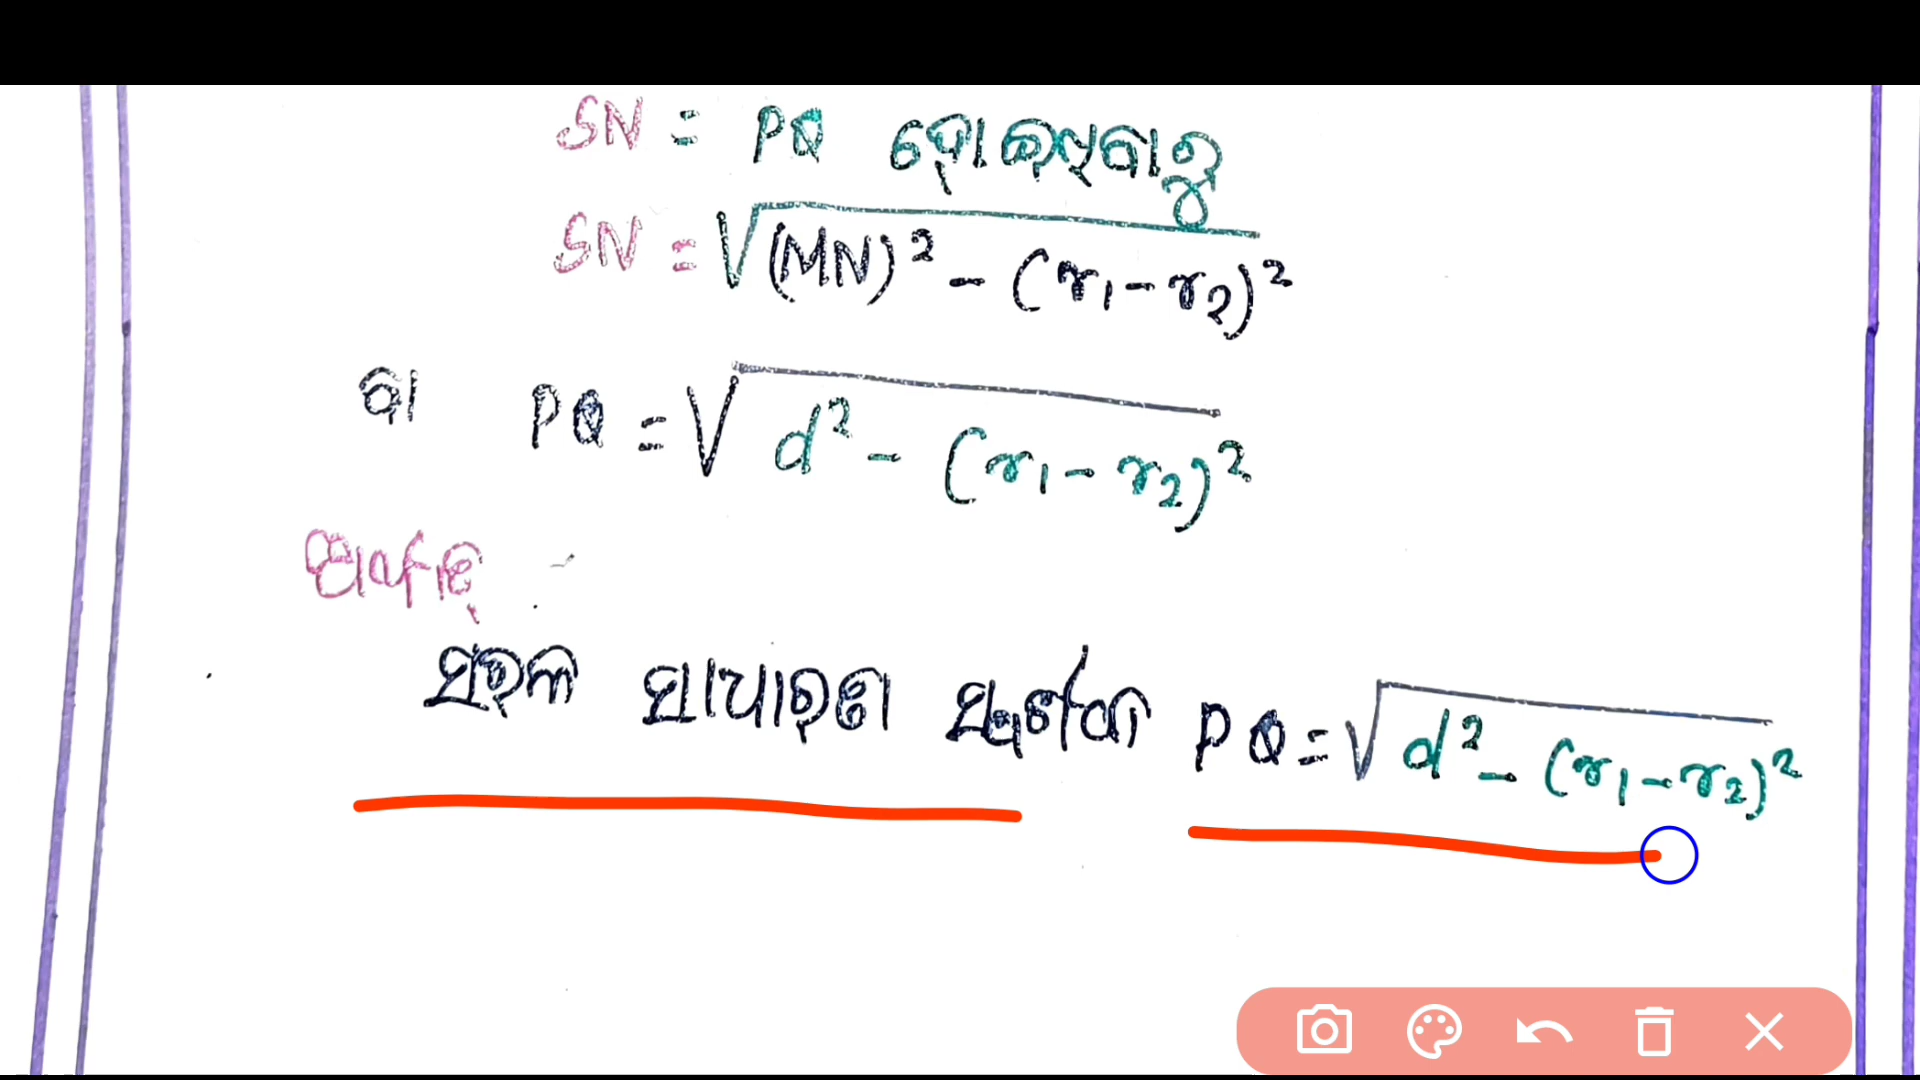 SN = PQ ହୋଇଥିବାରୁ
SN = √(MN)² - (r₁ - r₂)²
ବା PQ = √d² - (r₁ - r₂)²
ଅର୍ଥାତ୍ :-
ସରଳ ସାଧାରଣ ସ୍ପର୍ଶକ PQ = √d² - (r₁ - r₂)²